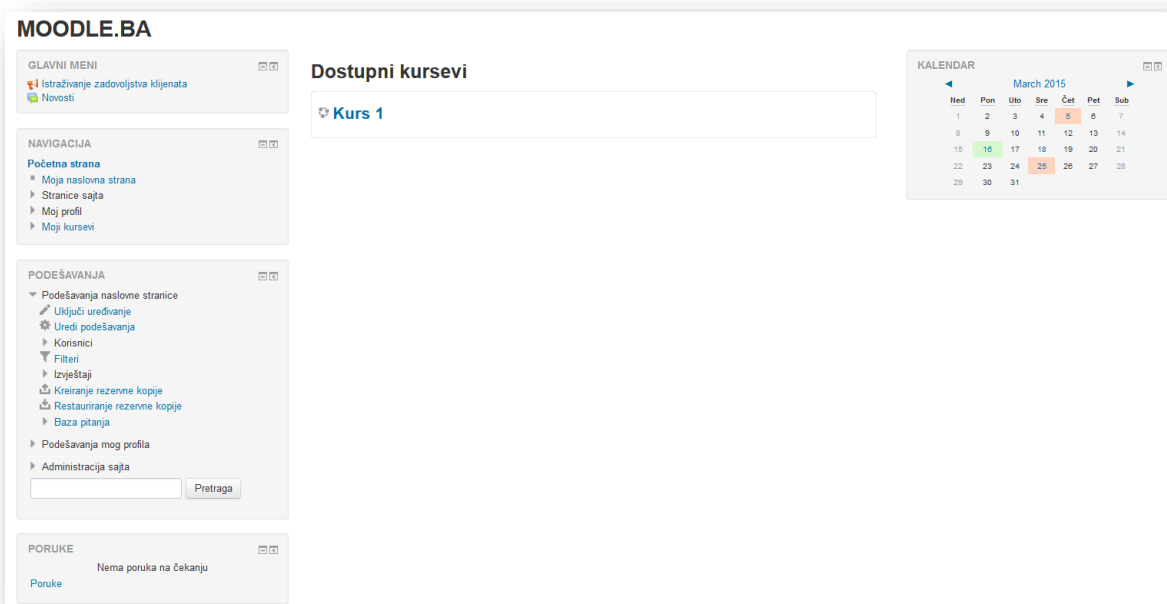 MOODLE.BA
GLAVNI MENI
Istraživanje zadovoljstva klijenata
Novosti
NAVIGACIJA
Početna strana
Moja naslovna strana
Stranice sajta
Moj profil
Moji kursevi
PODEŠAVANJA
Podešavanja naslovne stranice
Uključi uređivanje
Uredi podešavanja
Korisnici
Filteri
Izvještaji
Kreiranje rezervne kopije
Restauriranje rezervne kopije
Baza pitanja
Podešavanja mog profila
Administracija sajta
Pretraga
PORUKE
Nema poruka na čekanju
Poruke
Dostupni kursevi
Kurs 1
KALENDAR
◄ March 2015 ►
Ned Pon Uto Sre Čet Pet Sub
1 2 3 4 5 6 7
8 9 10 11 12 13 14
15 16 17 18 19 20 21
22 23 24 25 26 27 28
29 30 31